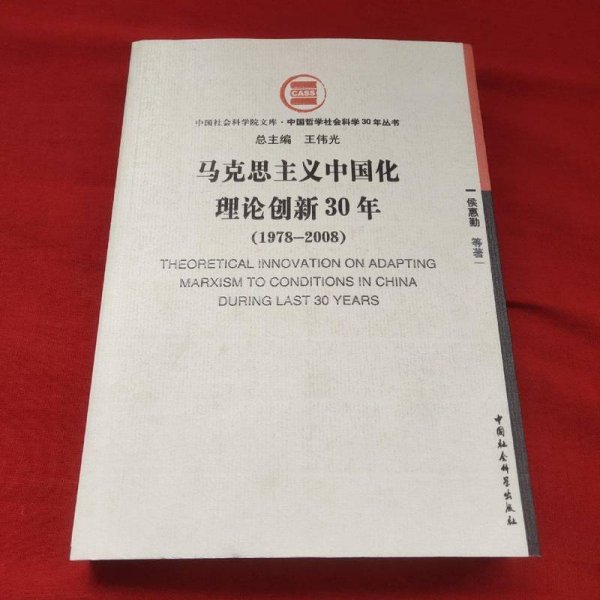 CASS
中国社会科学院文库·中国哲学社会科学30年丛书
总主编 王伟光
马克思主义中国化
理论创新30年
(1978-2008)
THEORETICAL INNOVATION ON ADAPTING
MARXISM TO CONDITIONS IN CHINA
DURING LAST 30 YEARS
侯惠勤 等著
中国社会科学出版社